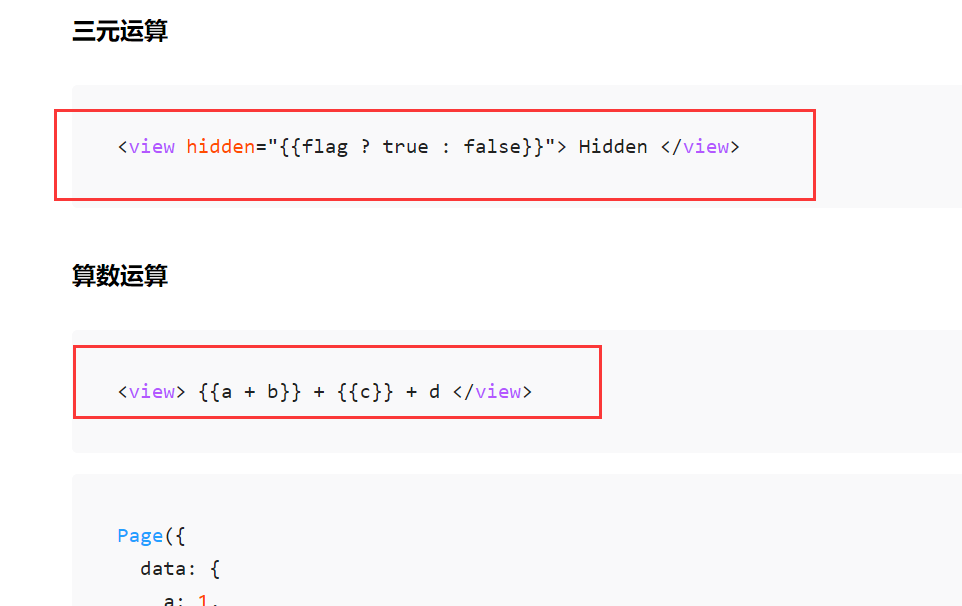 三元运算
<view hidden="{{flag ? true : false}}"> Hidden </view>
算数运算
<view> {{a + b}} + {{c}} + d </view>
Page({
data: {
a: 1,